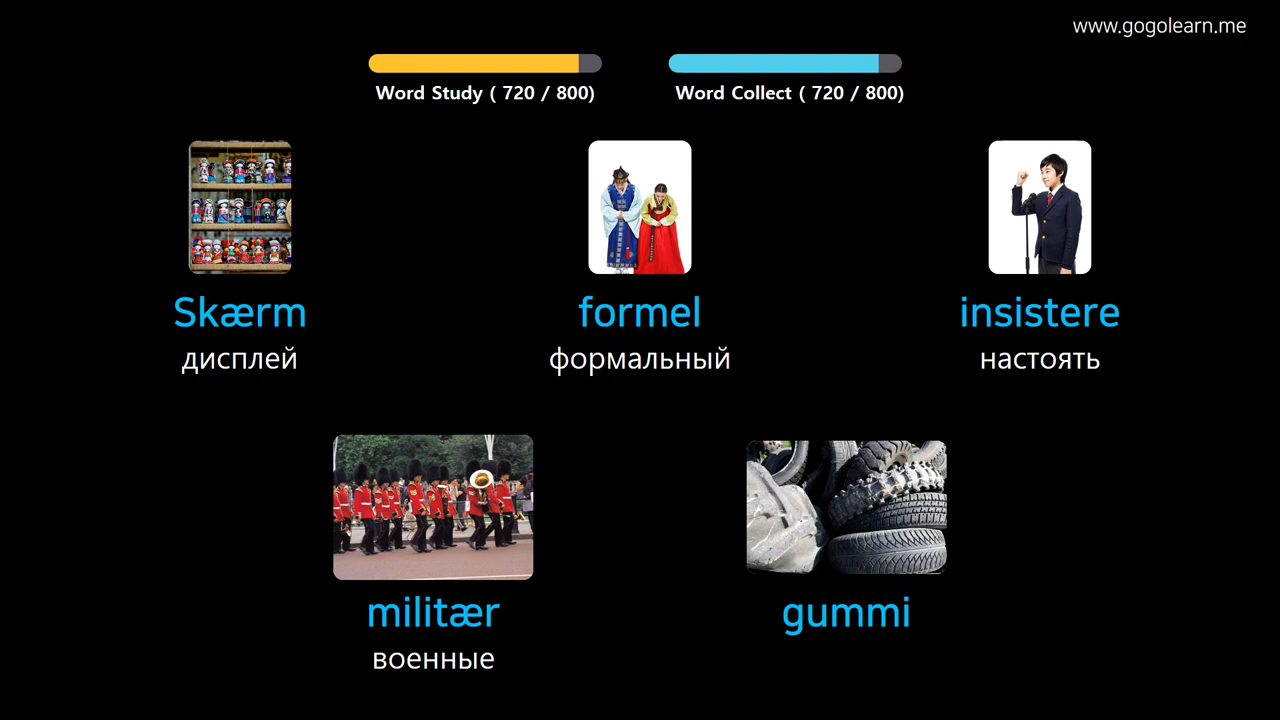 www.gogolearn.me
Word Study ( 720 / 800)
Word Collect ( 720 / 800)
Skærm
дисплей
formel
формальный
insistere
настоять
militær
военные
gummi